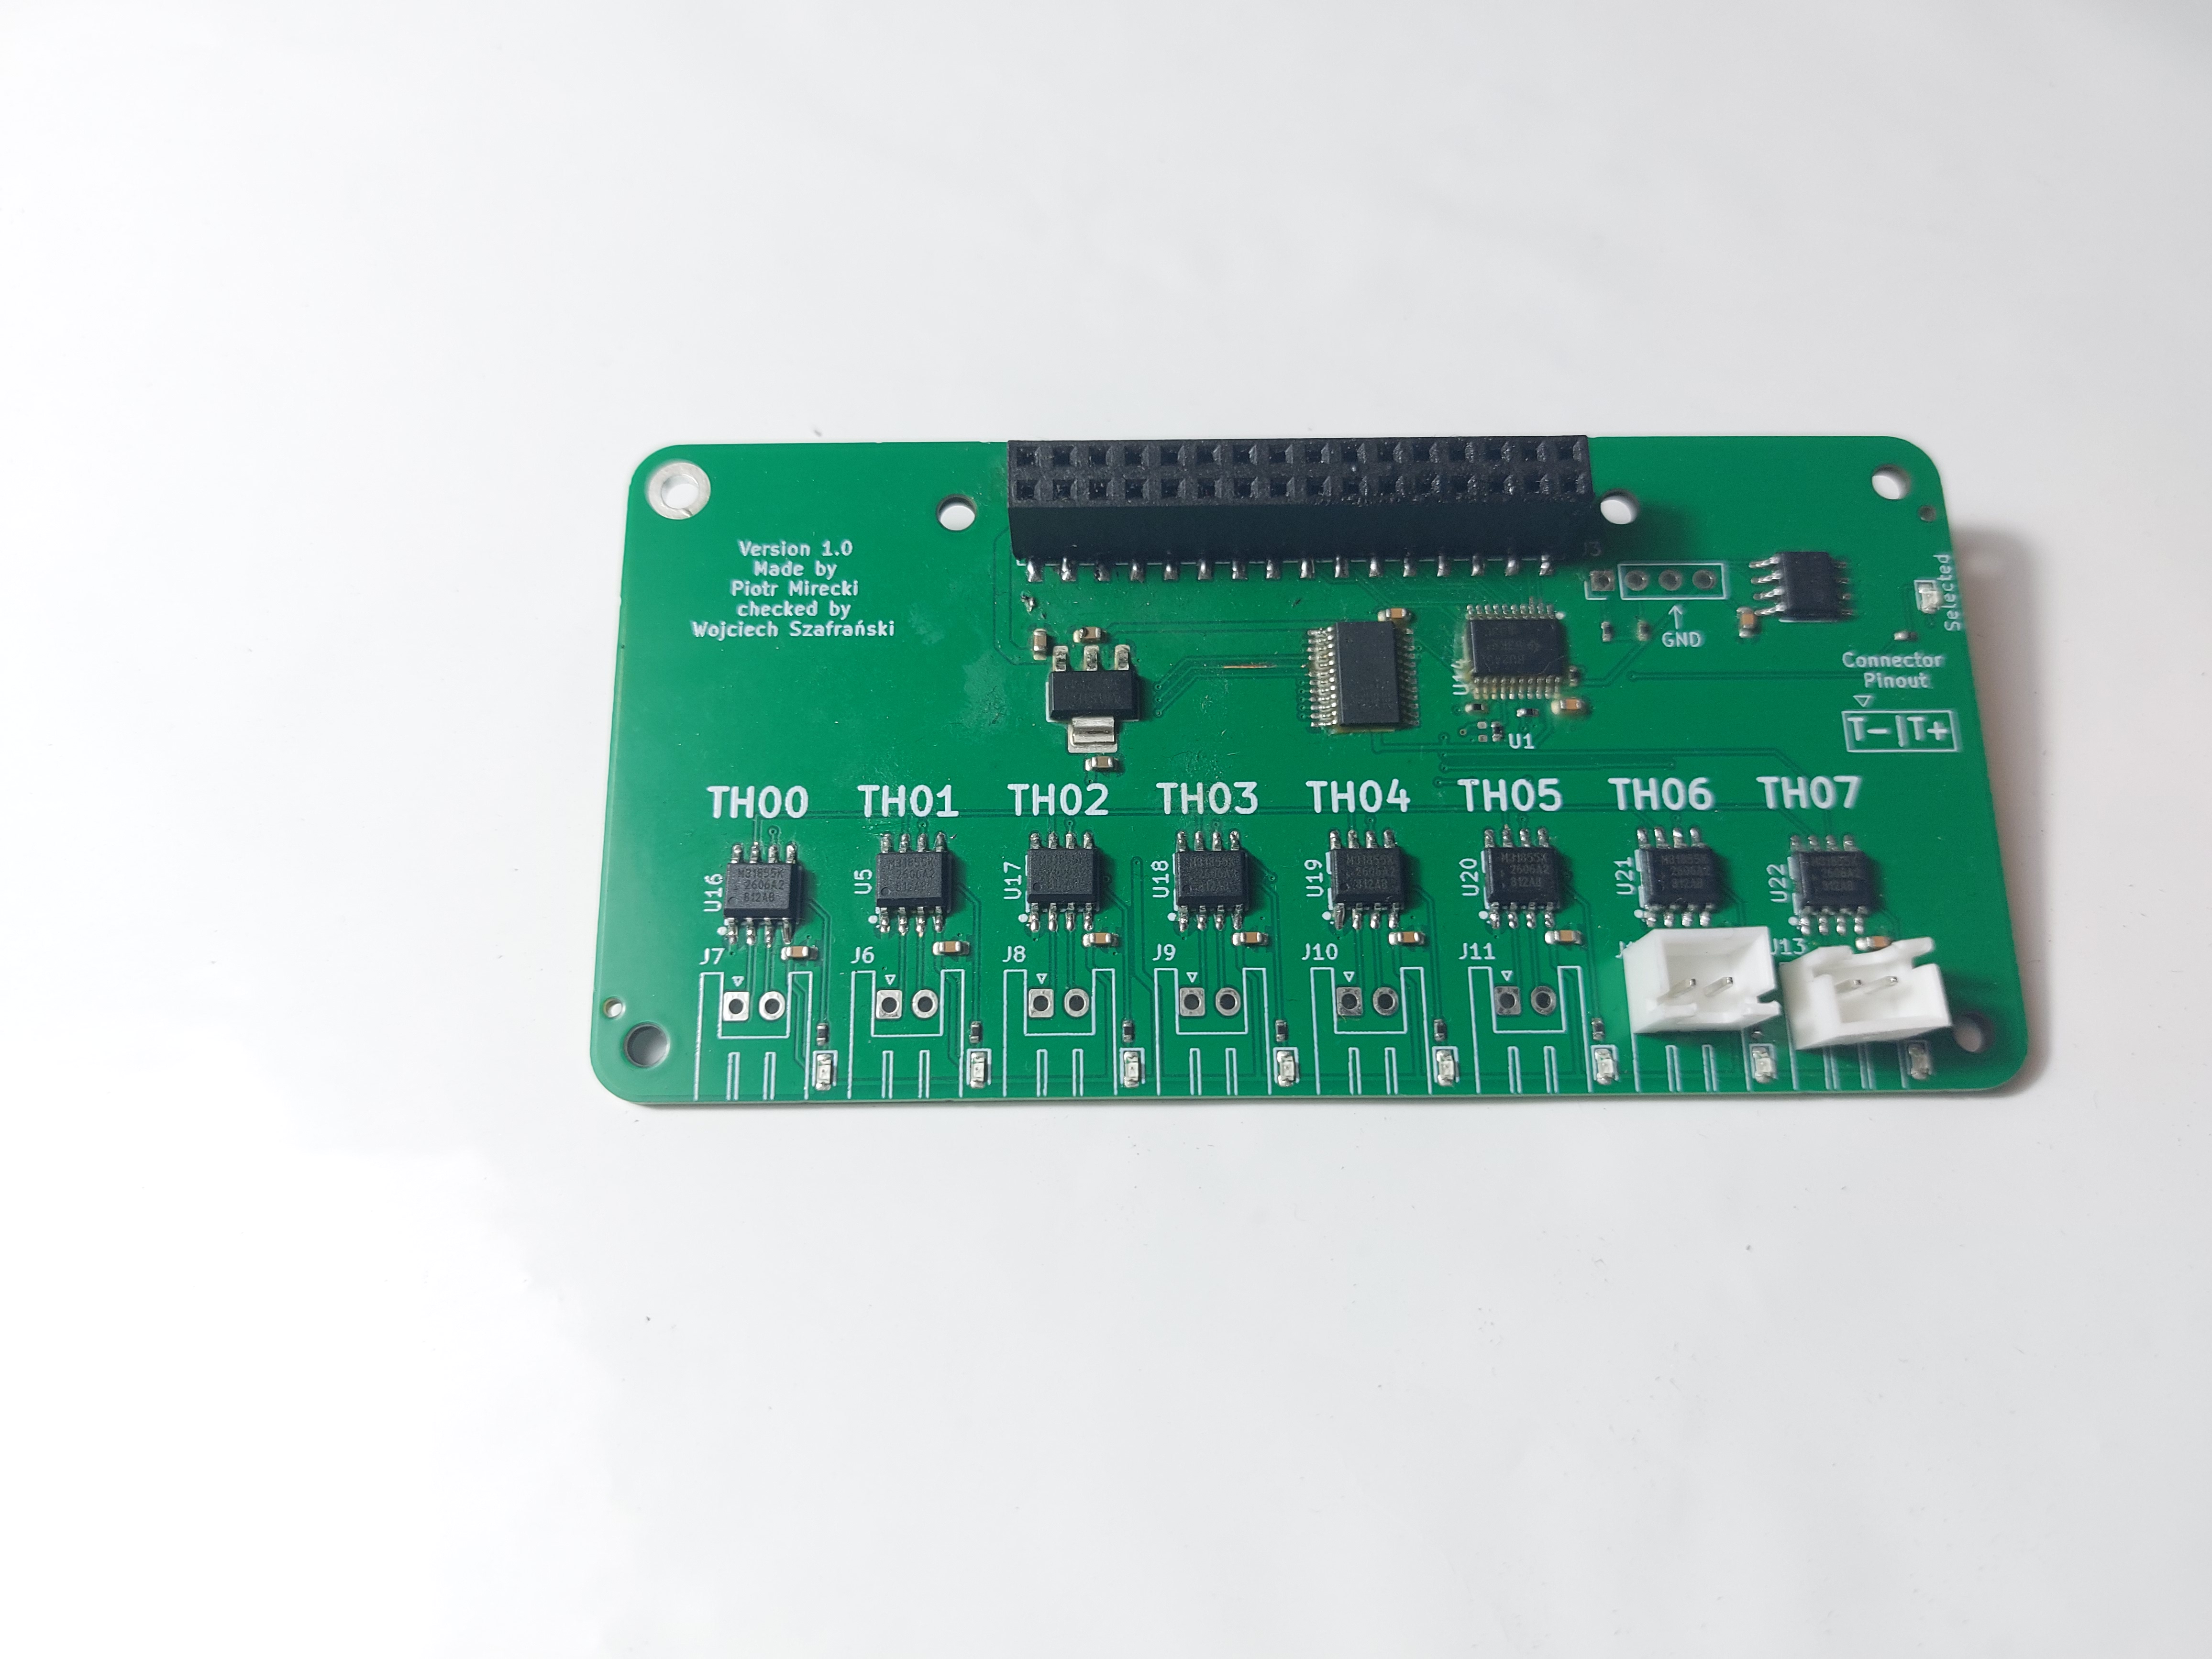 Version 1.0
Made by
Piotr Mirecki
checked by
Wojciech Szafrański
TH00 TH01 TH02 TH03 TH04 TH05 TH06 TH07
U16
U5
U17
U18
U19
U20
U21
U22
J7
J6
J8
J9
J10
J11
J13
U14
U1
J3
GND
Connector
Pinout
T-|T+
Selected